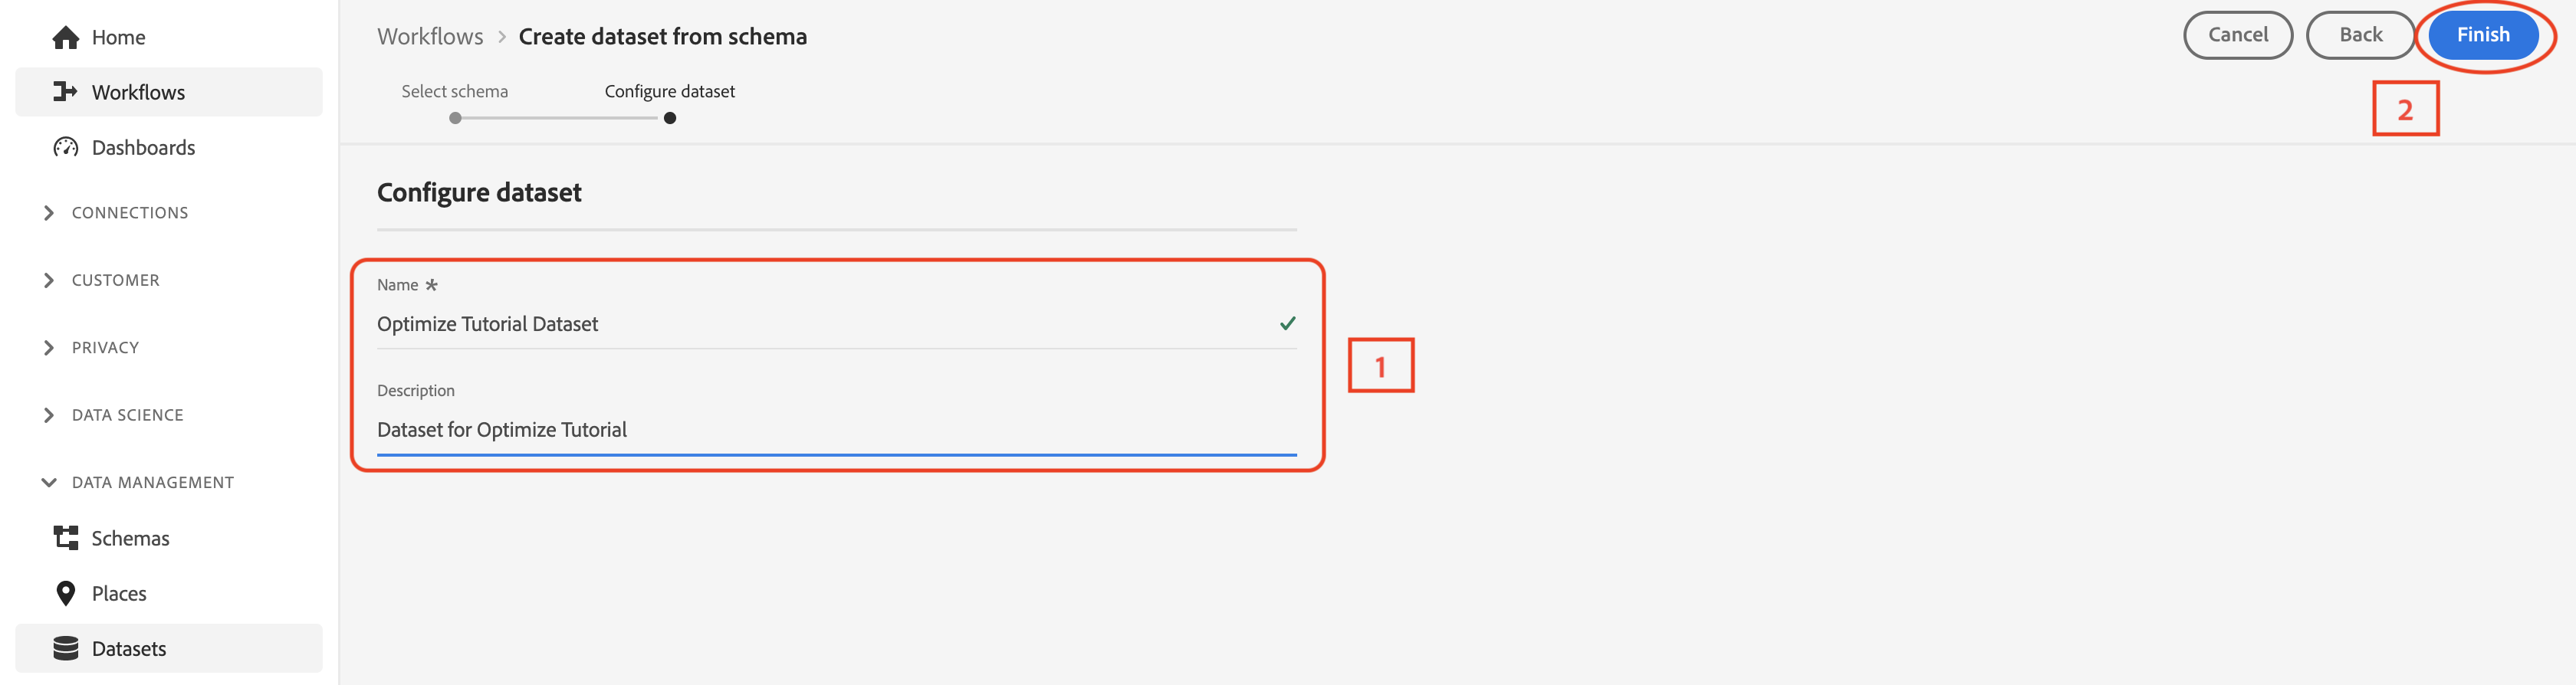 Home
Workflows
Dashboards
CONNECTIONS
CUSTOMER
PRIVACY
DATA SCIENCE
DATA MANAGEMENT
Schemas
Places
Datasets
Workflows > Create dataset from schema
Cancel
Back
Finish
2
Select schema
Configure dataset
Configure dataset
Name *
Optimize Tutorial Dataset
Description
Dataset for Optimize Tutorial
1